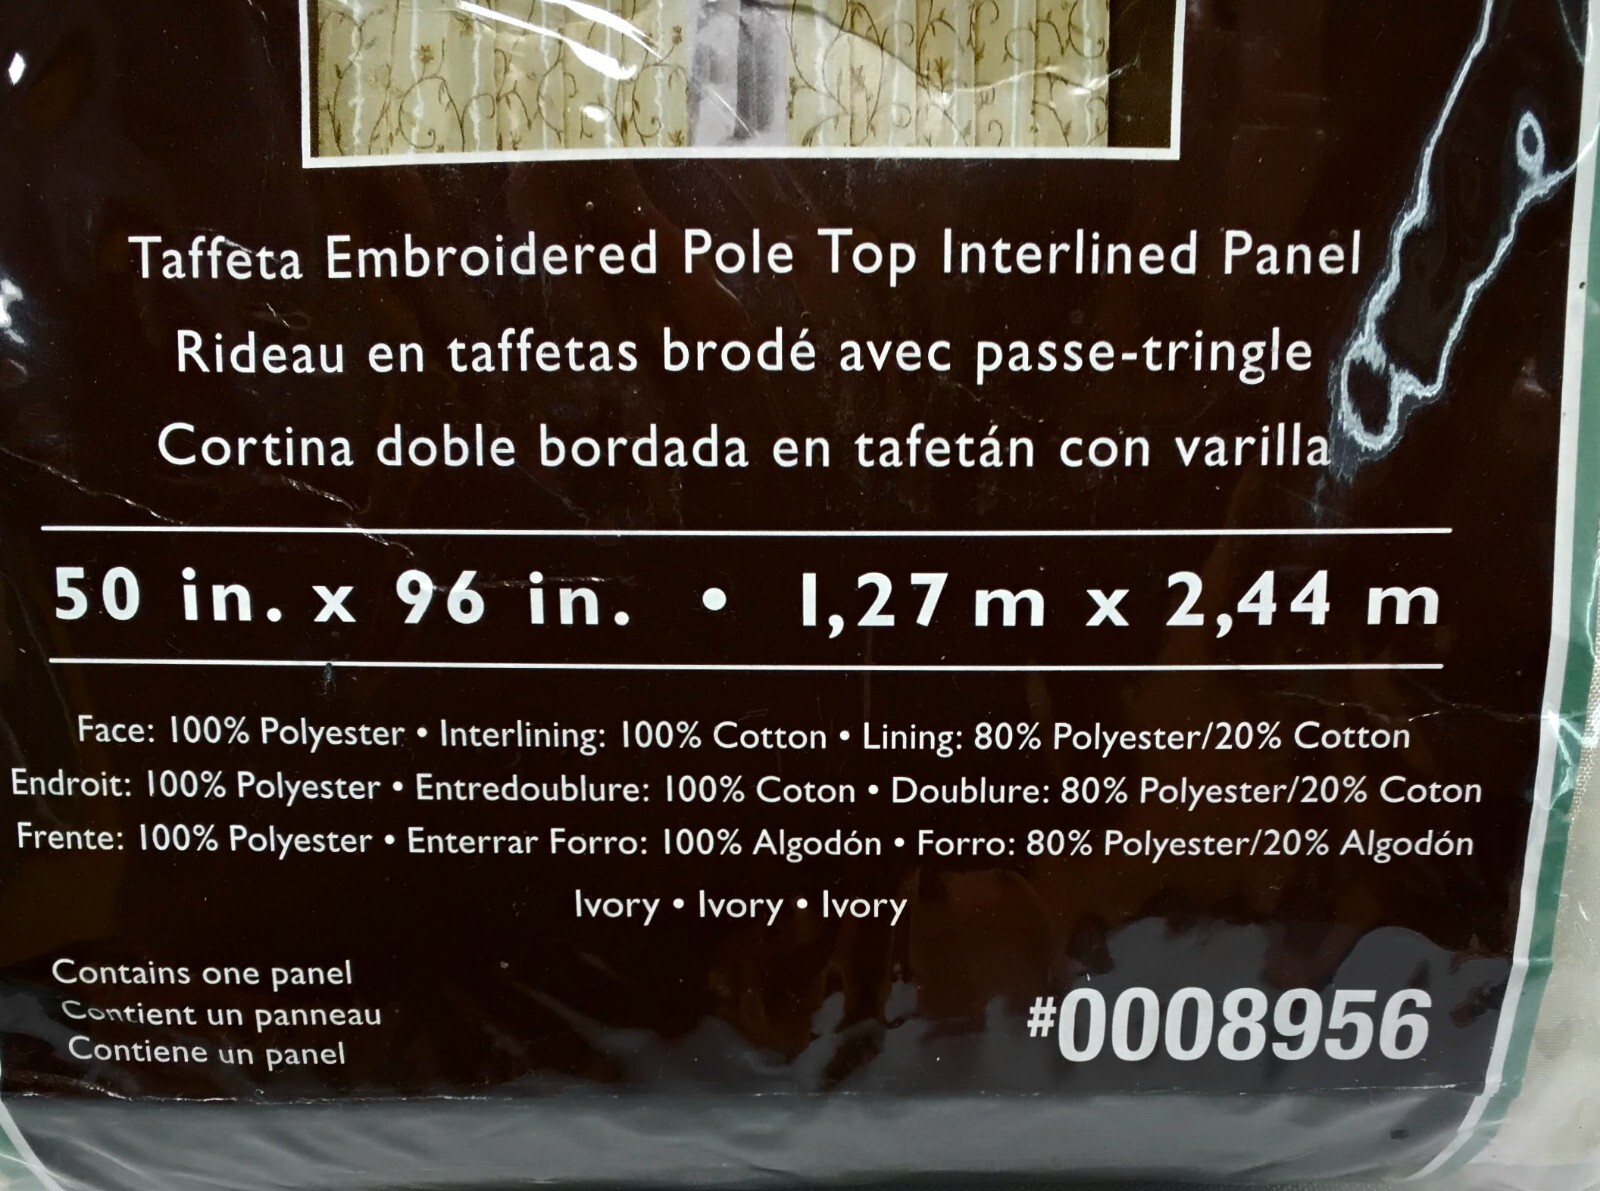 Taffeta Embroidered Pole Top Interlined Panel
Rideau en taffetas brodé avec passe-tringle
Cortina doble bordada en tafetán con varilla
50 in. x 96 in. • 1,27 m x 2,44 m
Face: 100% Polyester • Interlining: 100% Cotton • Lining: 80% Polyester/20% Cotton
Endroit: 100% Polyester • Entredoublure: 100% Coton • Doublure: 80% Polyester/20% Coton
Frente: 100% Polyester • Enterrar Forro: 100% Algodón • Forro: 80% Polyester/20% Algodón
Ivory • Ivory • Ivory
Contains one panel
Contient un panneau
Contiene un panel
#0008956